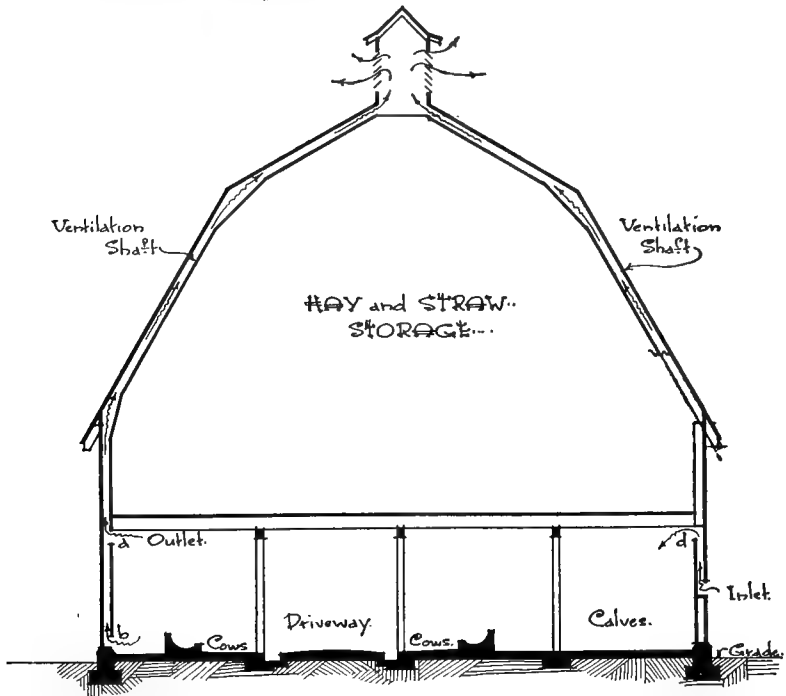 Ventilation
Shaft
Ventilation
Shaft
HAY and STRAW..
STORAGE...
a Outlet.
d
Inlet.
b
Cows
Driveway.
Cows.
Calves.
Grade.